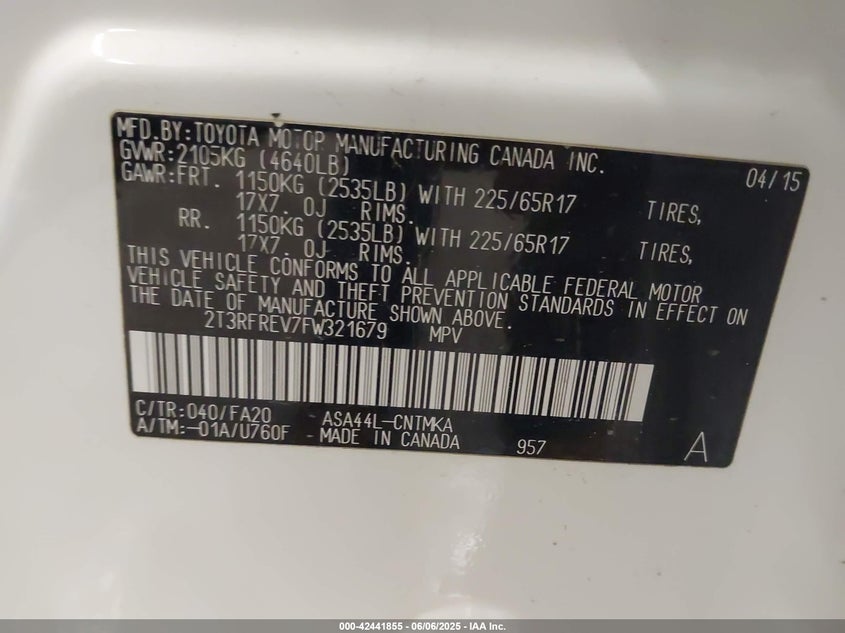 MFD.BY:TOYOTA MOTOR MANUFACTURING CANADA INC. 04/15
GVWR:2105KG (4640LB)
GAWR:FRT. 1150KG (2535LB) WITH 225/65R17 TIRES,
17X7.0J RIMS.
RR. 1150KG (2535LB) WITH 225/65R17 TIRES,
17X7.0J RIMS.
THIS VEHICLE CONFORMS TO ALL APPLICABLE FEDERAL MOTOR
VEHICLE SAFETY AND THEFT PREVENTION STANDARDS IN EFFECT ON
THE DATE OF MANUFACTURE SHOWN ABOVE.
2T3RFREV7FW321679 MPV
C/TR:040/FA20 ASA44L-CNTMKA
A/TM:-01A/U760F MADE IN CANADA 957 A
000-42441855 - 06/06/2025 - IAA Inc.